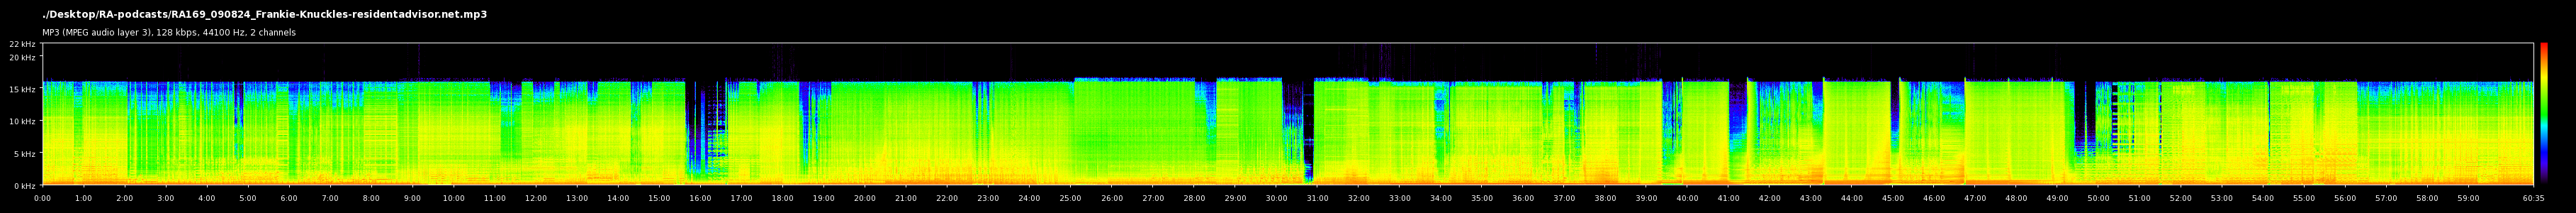 ./Desktop/RA-podcasts/RA169_090824_Frankie-Knuckles-residentadvisor.net.mp3
MP3 (MPEG audio layer 3), 128 kbps, 44100 Hz, 2 channels
22 kHz
20 kHz
15 kHz
10 kHz
5 kHz
0 kHz
0:00 1:00 2:00 3:00 4:00 5:00 6:00 7:00 8:00 9:00 10:00 11:00 12:00 13:00 14:00 15:00 16:00 17:00 18:00 19:00 20:00 21:00 22:00 23:00 24:00 25:00 26:00 27:00 28:00 29:00 30:00 31:00 32:00 33:00 34:00 35:00 36:00 37:00 38:00 39:00 40:00 41:00 42:00 43:00 44:00 45:00 46:00 47:00 48:00 49:00 50:00 51:00 52:00 53:00 54:00 55:00 56:00 57:00 58:00 59:00 60:35